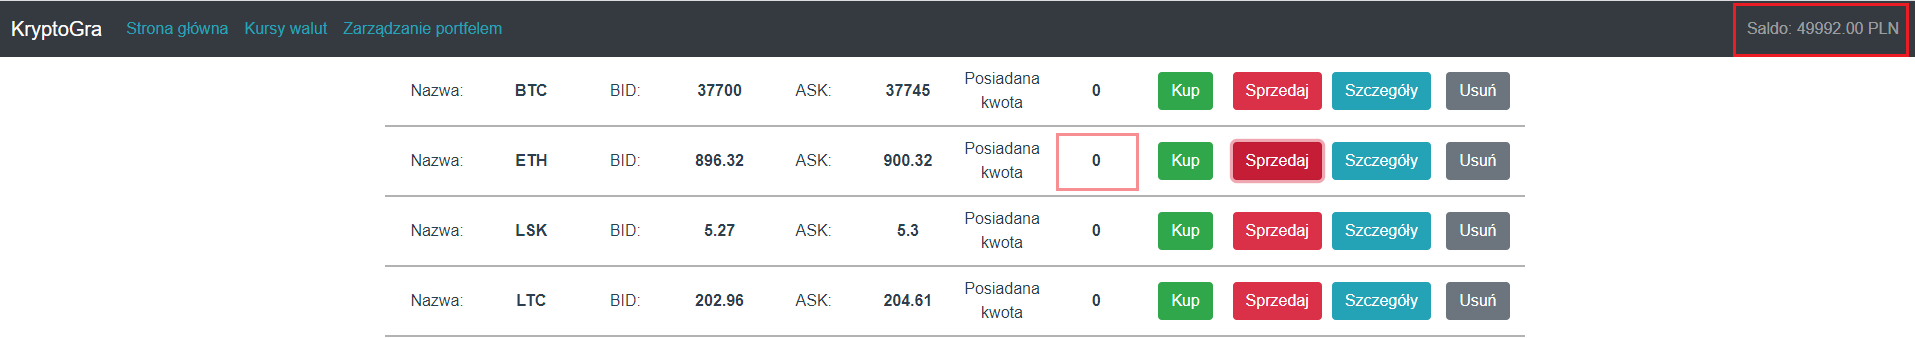 KryptoGra Strona główna Kursy walut Zarządzanie portfelem Saldo: 49992.00 PLN
Nazwa: BTC BID: 37700 ASK: 37745 Posiadana kwota 0 Kup Sprzedaj Szczegóły Usuń
Nazwa: ETH BID: 896.32 ASK: 900.32 Posiadana kwota 0 Kup Sprzedaj Szczegóły Usuń
Nazwa: LSK BID: 5.27 ASK: 5.3 Posiadana kwota 0 Kup Sprzedaj Szczegóły Usuń
Nazwa: LTC BID: 202.96 ASK: 204.61 Posiadana kwota 0 Kup Sprzedaj Szczegóły Usuń